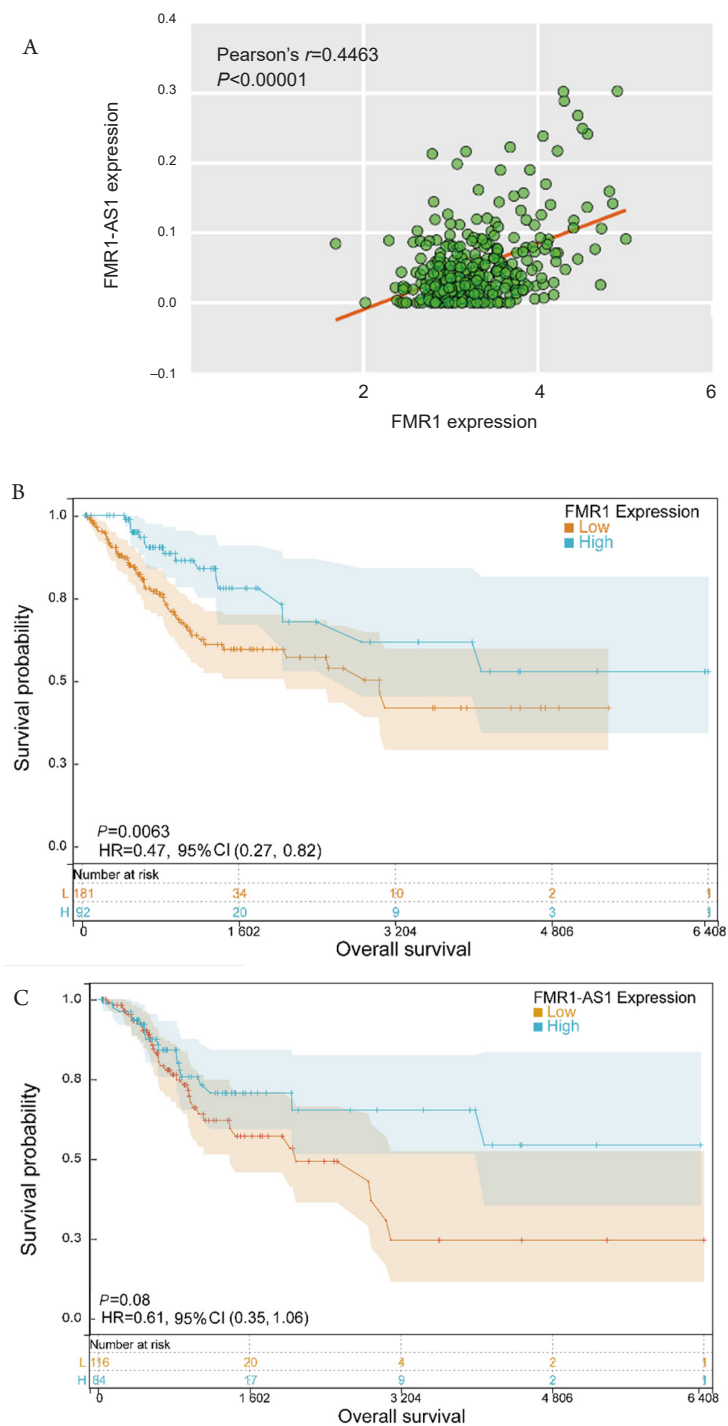 A
0.4
0.3
0.2
0.1
0.0
–0.1
FMR1-AS1 expression
Pearson's r=0.4463
P<0.00001
2 4 6
FMR1 expression
B
1.0
0.8
0.5
0.3
0.0
Survival probability
FMR1 Expression
Low
High
P=0.0063
HR=0.47, 95%CI (0.27, 0.82)
Number at risk
L 181 34 10 2 1
H 92 20 9 3 1
0 1 602 3 204 4 806 6 408
Overall survival
C
1.0
0.8
0.5
0.3
0.0
Survival probability
FMR1-AS1 Expression
Low
High
P=0.08
HR=0.61, 95%CI (0.35, 1.06)
Number at risk
L 116 20 4 2 1
H 84 17 9 2 1
0 1 602 3 204 4 806 6 408
Overall survival